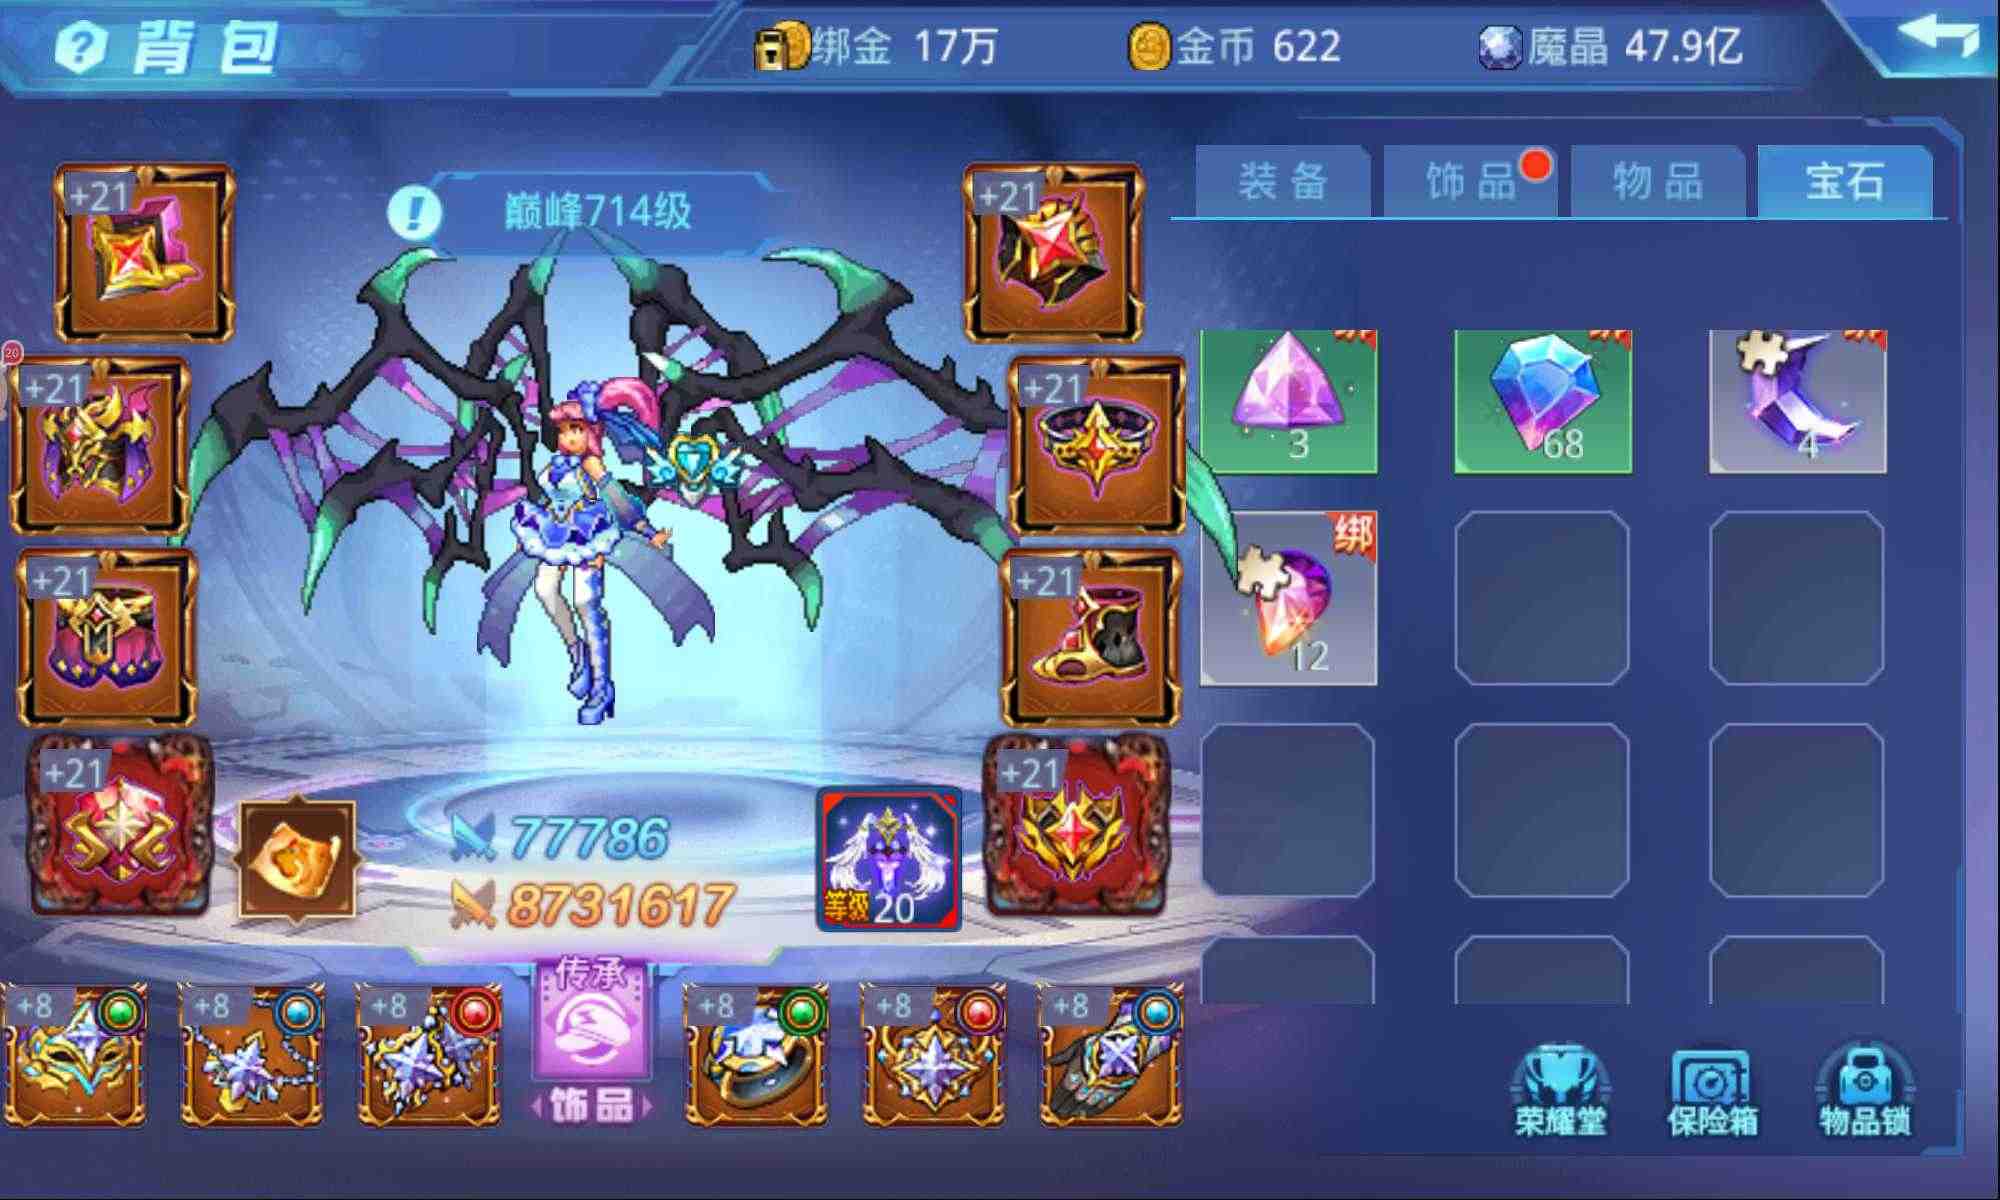 背包
绑金 17万
金币 622
魔晶 47.9亿
装备
饰品
物品
宝石
巅峰714级
+21
+21
+21
+21
+21
+21
+21
+21
20
3
68
4
绑
12
77786
8731617
等级 20
传承
饰品
+8
+8
+8
+8
+8
+8
荣耀堂
保险箱
物品锁